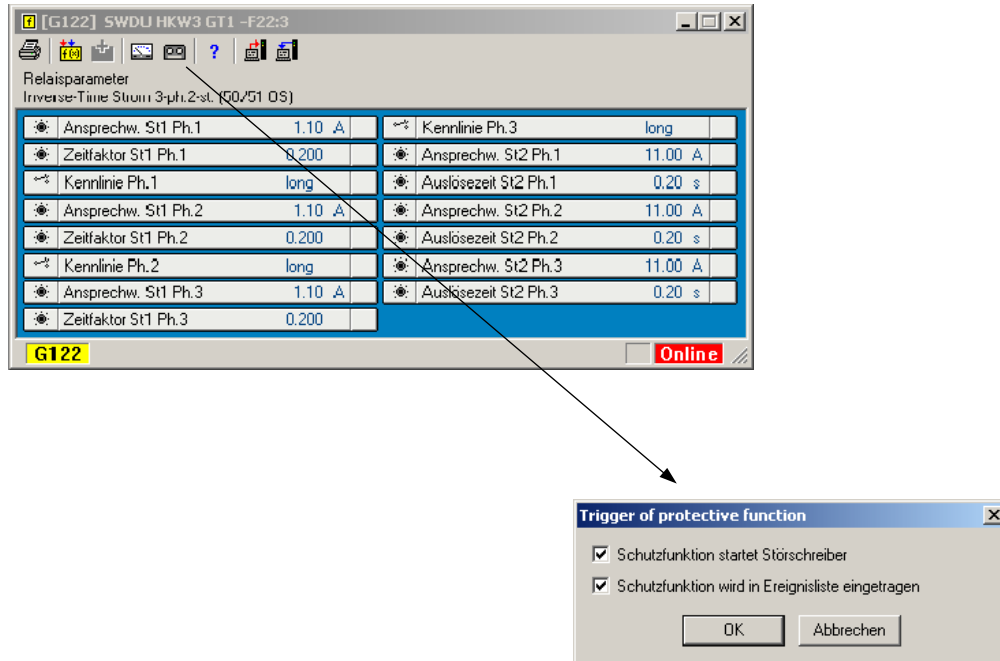 [G122] SWDU HKW3 GT1 -F22:3
Relaisparameter
Inverse-Time Strom 3-ph.2-st. (50/51 OS)
Ansprechw. St1 Ph.1 1.10 A
Zeitfaktor St1 Ph.1 0.200
Kennlinie Ph.1 long
Ansprechw. St1 Ph.2 1.10 A
Zeitfaktor St1 Ph.2 0.200
Kennlinie Ph.2 long
Ansprechw. St1 Ph.3 1.10 A
Zeitfaktor St1 Ph.3 0.200
Kennlinie Ph.3 long
Ansprechw. St2 Ph.1 11.00 A
Auslösezeit St2 Ph.1 0.20 s
Ansprechw. St2 Ph.2 11.00 A
Auslösezeit St2 Ph.2 0.20 s
Ansprechw. St2 Ph.3 11.00 A
Auslösezeit St2 Ph.3 0.20 s
G122
Online
Trigger of protective function
Schutzfunktion startet Störschreiber
Schutzfunktion wird in Ereignisliste eingetragen
OK
Abbrechen